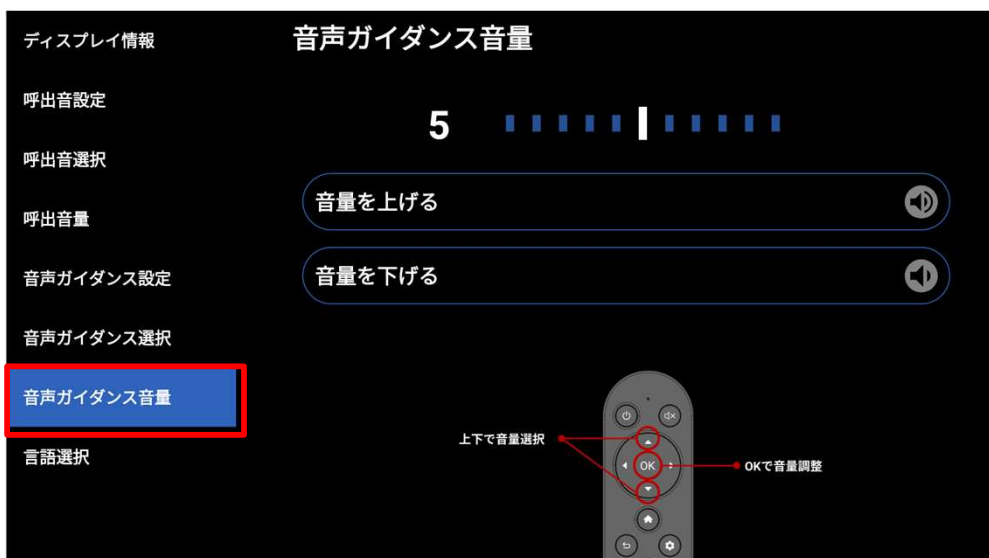 ディスプレイ情報
呼出音設定
呼出音選択
呼出音量
音声ガイダンス設定
音声ガイダンス選択
音声ガイダンス音量
言語選択
音声ガイダンス音量
5
音量を上げる
音量を下げる
上下で音量選択
OK
OKで音量調整